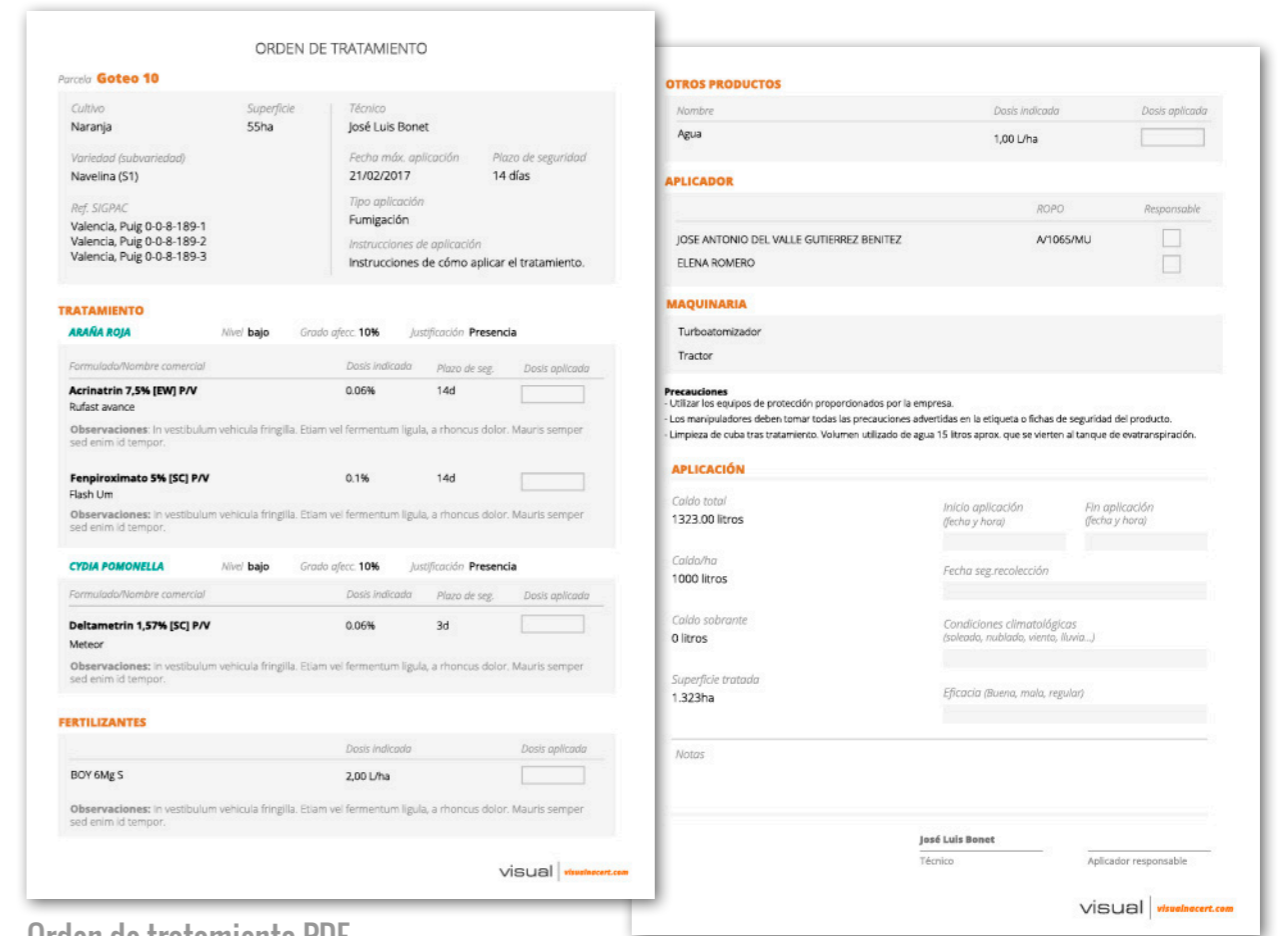 ORDEN DE TRATAMIENTO
Parcela Goteo 10
Cultivo Superficie Técnico
Naranja 55ha José Luis Bonet
Variedad (subvariedad) Fecha máx. aplicación Plazo de seguridad
Navelina (S1) 21/02/2017 14 días
Ref. SIGPAC Tipo aplicación
Valencia, Puig 0-0-8-189-1 Fumigación
Valencia, Puig 0-0-8-189-2 Instrucciones de aplicación
Valencia, Puig 0-0-8-189-3 Instrucciones de cómo aplicar el tratamiento.
TRATAMIENTO
ARAÑA ROJA Nivel bajo Grado afecc. 10% Justificación Presencia
Formulado/Nombre comercial Dosis indicada Plazo de seg. Dosis aplicada
Acrinatrin 7,5% [EW] P/V 0.06% 14d
Rufast avance
Observaciones: In vestibulum vehicula fringilla. Etiam vel fermentum ligula, a rhoncus dolor. Mauris semper
sed enim id tempor.
Fenpiroximato 5% [SC] P/V 0.1% 14d
Flash Um
Observaciones: in vestibulum vehicula fringilla. Etiam vel fermentum ligula, a rhoncus dolor. Mauris semper
sed enim id tempor.
CYDIA POMONELLA Nivel bajo Grado afecc. 10% Justificación Presencia
Formulado/Nombre comercial Dosis indicada Plazo de seg. Dosis aplicada
Deltametrin 1,57% [SC] P/V 0.06% 3d
Meteor
Observaciones: in vestibulum vehicula fringilla. Etiam vel fermentum ligula, a rhoncus dolor. Mauris semper
sed enim id tempor.
FERTILIZANTES
Dosis indicada Dosis aplicada
BOY 6Mg S 2,00 L/ha
Observaciones: in vestibulum vehicula fringilla. Etiam vel fermentum ligula, a rhoncus dolor. Mauris semper
sed enim id tempor.
visual visualnacert.com
Orden de tratamiento PDF
OTROS PRODUCTOS
Nombre Dosis indicada Dosis aplicada
Agua 1,00 L/ha
APLICADOR
ROPO Responsable
JOSE ANTONIO DEL VALLE GUTIERREZ BENITEZ A/1065/MU
ELENA ROMERO
MAQUINARIA
Turboatomizador
Tractor
Precauciones
- Utilizar los equipos de protección proporcionados por la empresa.
- Los manipuladores deben tomar todas las precauciones advertidas en la etiqueta o fichas de seguridad del producto.
- Limpieza de cuba tras tratamiento. Volumen utilizado de agua 15 litros aprox. que se vierten al tanque de evatranspiración.
APLICACIÓN
Caldo total Inicio aplicación Fin aplicación
1323.00 litros (fecha y hora) (fecha y hora)
Caldo/ha Fecha seg.recolección
1000 litros
Caldo sobrante Condiciones climatológicas
0 litros (soleado, nublado, viento, lluvia...)
Superficie tratada Eficacia (Buena, mala, regular)
1.323ha
Notas
José Luis Bonet
Técnico Aplicador responsable
visual visualnacert.com